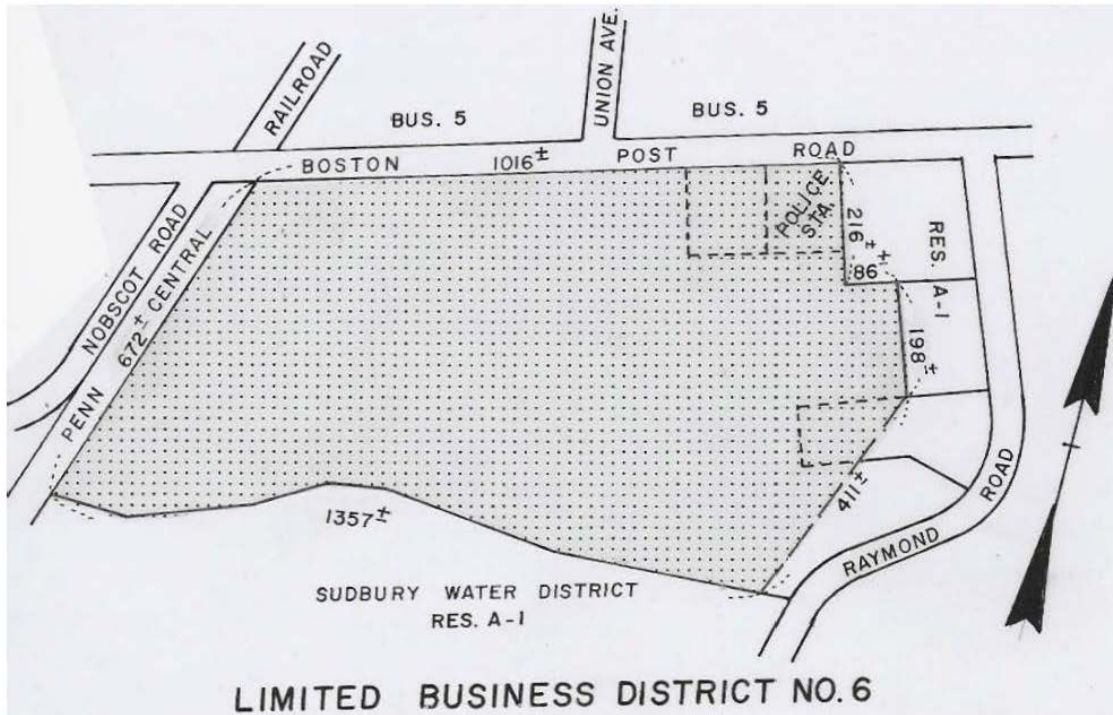 RAILROAD
UNION AVE.
BUS. 5
BUS. 5
BOSTON 1016± POST ROAD
POLICE
STA.
216±
86±
RES. A-1
198±
NOBSCOT ROAD
PENN 672± CENTRAL
411±
1357±
RAYMOND ROAD
SUDBURY WATER DISTRICT
RES. A-1
LIMITED BUSINESS DISTRICT NO. 6